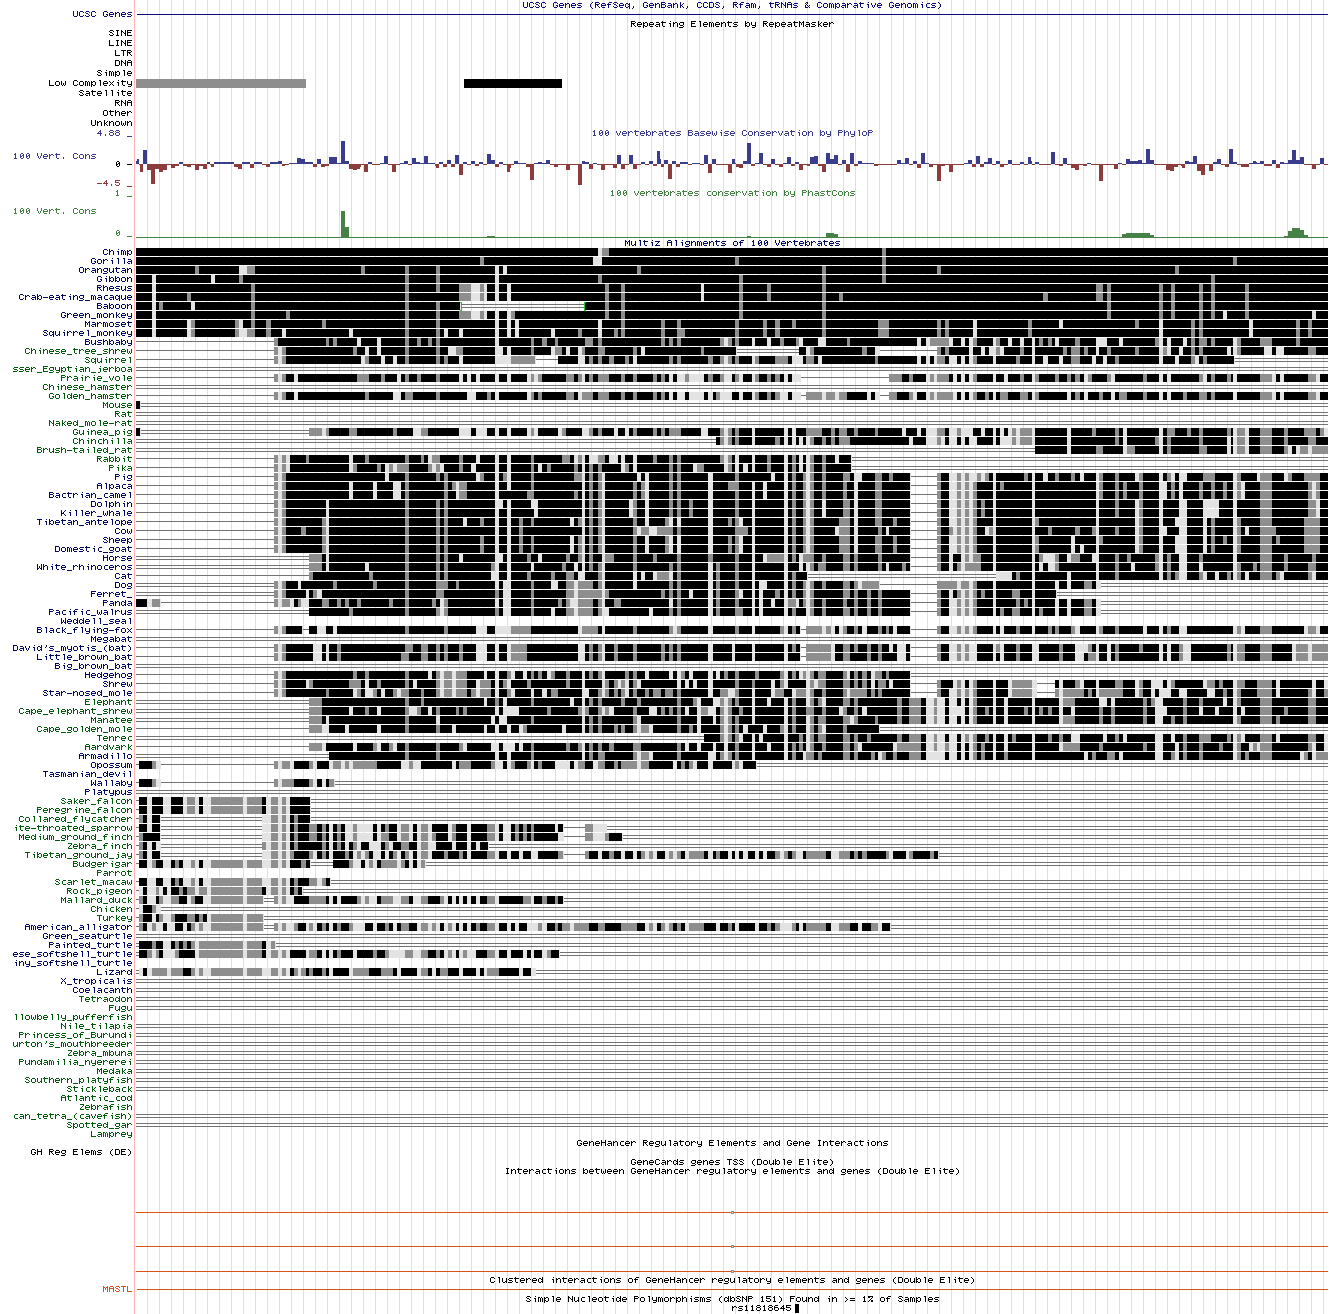 UCSC Genes (RefSeq, GenBank, CCDS, Rfam, tRNAs & Comparative Genomics)
UCSC Genes
Repeating Elements by RepeatMasker
SINE
LINE
LTR
DNA
Simple
Low Complexity
Satellite
RNA
Other
Unknown
100 vertebrates Basewise Conservation by PhyloP
4.88 _
100 Vert. Cons
0 _
-4.5 _
100 vertebrates conservation by PhastCons
1 _
100 Vert. Cons
0 _
Multiz Alignments of 100 Vertebrates
Chimp
Gorilla
Orangutan
Gibbon
Rhesus
Crab-eating_macaque
Baboon
Green_monkey
Marmoset
Squirrel_monkey
Bushbaby
Chinese_tree_shrew
Squirrel
sser_Egyptian_jerboa
Prairie_vole
Chinese_hamster
Golden_hamster
Mouse
Rat
Naked_mole-rat
Guinea_pig
Chinchilla
Brush-tailed_rat
Rabbit
Pika
Pig
Alpaca
Bactrian_camel
Dolphin
Killer_whale
Tibetan_antelope
Cow
Sheep
Domestic_goat
Horse
White_rhinoceros
Cat
Dog
Ferret_
Panda
Pacific_walrus
Weddell_seal
Black_flying-fox
Megabat
David's_myotis_(bat)
Little_brown_bat
Big_brown_bat
Hedgehog
Shrew
Star-nosed_mole
Elephant
Cape_elephant_shrew
Manatee
Cape_golden_mole
Tenrec
Aardvark
Armadillo
Opossum
Tasmanian_devil
Wallaby
Platypus
Saker_falcon
Peregrine_falcon
Collared_flycatcher
ite-throated_sparrow
Medium_ground_finch
Zebra_finch
Tibetan_ground_jay
Budgerigar
Parrot
Scarlet_macaw
Rock_pigeon
Mallard_duck
Chicken
Turkey
American_alligator
Green_seaturtle
Painted_turtle
ese_softshell_turtle
iny_softshell_turtle
Lizard
X_tropicalis
Coelacanth
Tetraodon
Fugu
llowbelly_pufferfish
Nile_tilapia
Princess_of_Burundi
urton's_mouthbreeder
Zebra_mbuna
Pundamilia_nyererei
Medaka
Southern_platyfish
Stickleback
Atlantic_cod
Zebrafish
can_tetra_(cavefish)
Spotted_gar
Lamprey
GeneHancer Regulatory Elements and Gene Interactions
GH Reg Elems (DE)
GeneCards genes TSS (Double Elite)
Interactions between GeneHancer regulatory elements and genes (Double Elite)
Clustered interactions of GeneHancer regulatory elements and genes (Double Elite)
MASTL
Simple Nucleotide Polymorphisms (dbSNP 151) Found in >= 1% of Samples
rs11818645